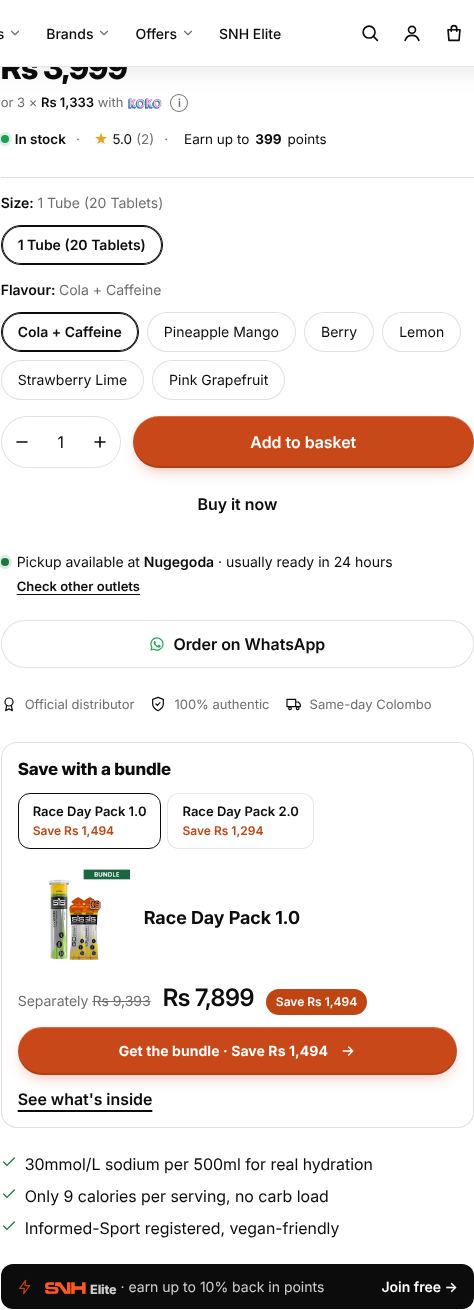 s Brands Offers SNH Elite
Rs 3,999
or 3 × Rs 1,333 with KOKO i
In stock · ★ 5.0 (2) · Earn up to 399 points
Size: 1 Tube (20 Tablets)
1 Tube (20 Tablets)
Flavour: Cola + Caffeine
Cola + Caffeine Pineapple Mango Berry Lemon
Strawberry Lime Pink Grapefruit
− 1 + Add to basket
Buy it now
Pickup available at Nugegoda · usually ready in 24 hours
Check other outlets
Order on WhatsApp
Official distributor 100% authentic Same-day Colombo
Save with a bundle
Race Day Pack 1.0 Race Day Pack 2.0
Save Rs 1,494 Save Rs 1,294
BUNDLE
SiS
Race Day Pack 1.0
Separately Rs 9,393 Rs 7,899 Save Rs 1,494
Get the bundle · Save Rs 1,494 →
See what's inside
30mmol/L sodium per 500ml for real hydration
Only 9 calories per serving, no carb load
Informed-Sport registered, vegan-friendly
SNH Elite · earn up to 10% back in points Join free →